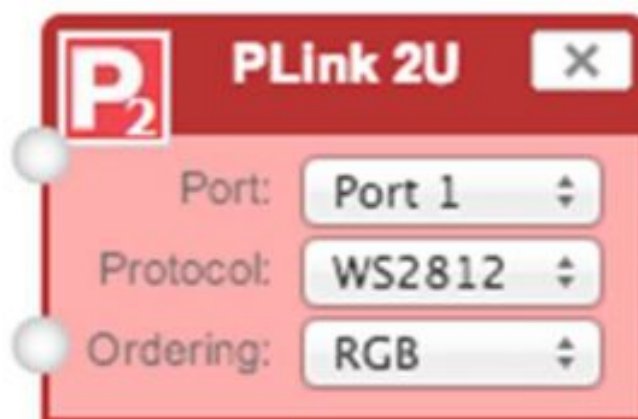 P2 PLink 2U ×
Port: Port 1
Protocol: WS2812
Ordering: RGB